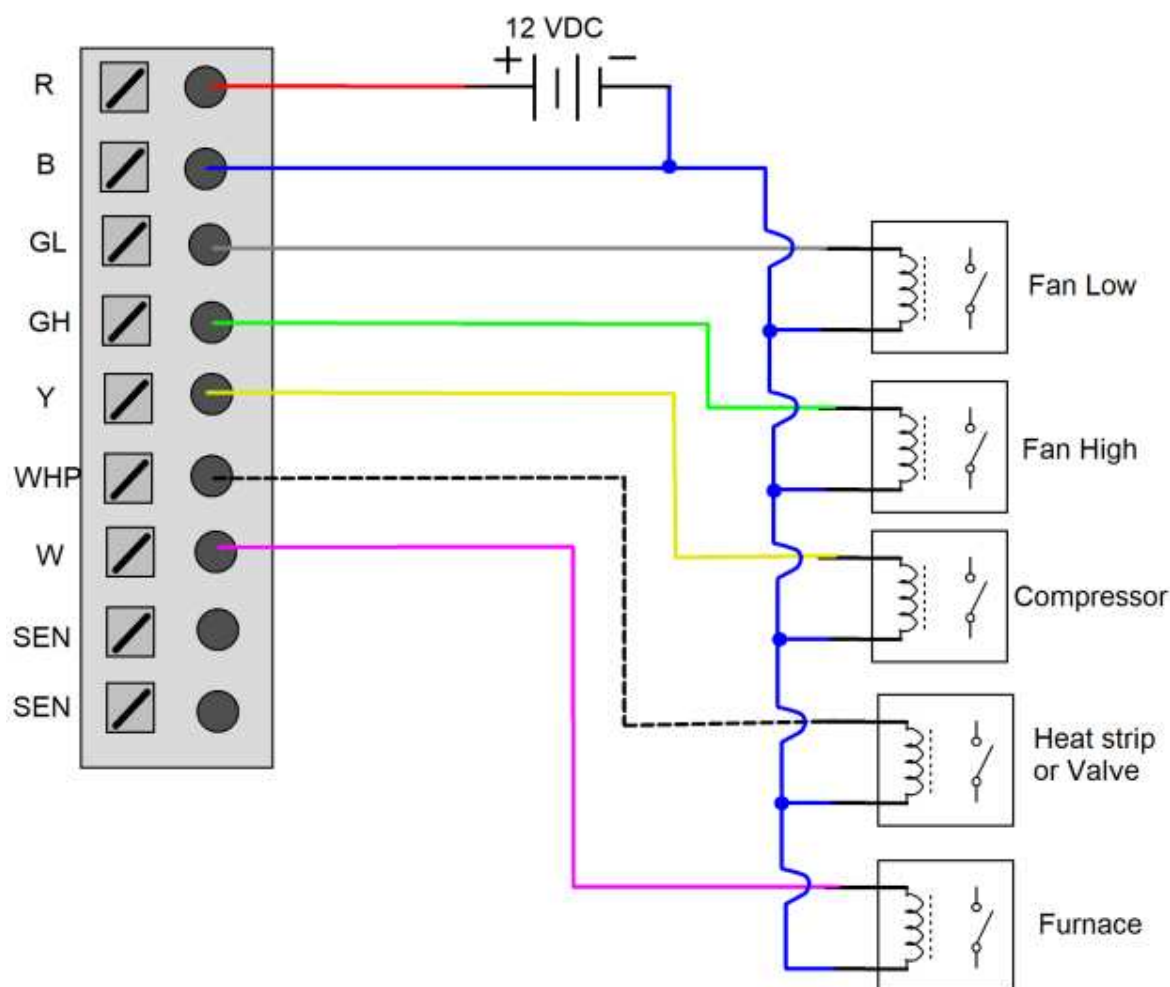 12 VDC
+ −
R
B
GL
GH
Y
WHP
W
SEN
SEN
Fan Low
Fan High
Compressor
Heat strip
or Valve
Furnace